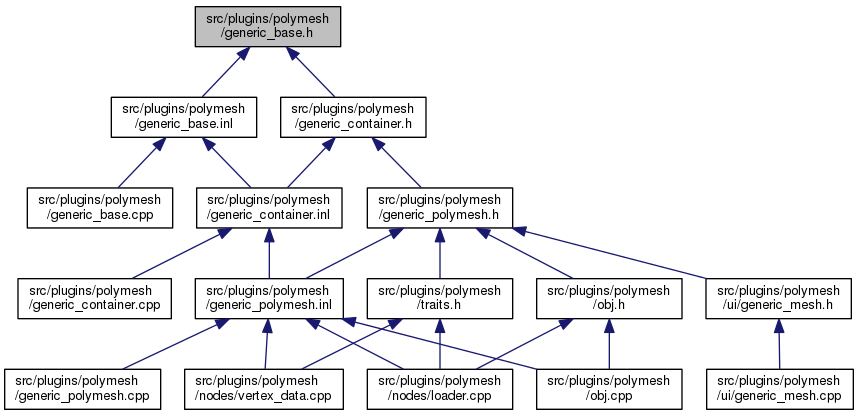 src/plugins/polymesh
/generic_base.h
src/plugins/polymesh
/generic_base.inl
src/plugins/polymesh
/generic_container.h
src/plugins/polymesh
/generic_base.cpp
src/plugins/polymesh
/generic_container.inl
src/plugins/polymesh
/generic_polymesh.h
src/plugins/polymesh
/generic_container.cpp
src/plugins/polymesh
/generic_polymesh.inl
src/plugins/polymesh
/traits.h
src/plugins/polymesh
/obj.h
src/plugins/polymesh
/ui/generic_mesh.h
src/plugins/polymesh
/generic_polymesh.cpp
src/plugins/polymesh
/nodes/vertex_data.cpp
src/plugins/polymesh
/nodes/loader.cpp
src/plugins/polymesh
/obj.cpp
src/plugins/polymesh
/ui/generic_mesh.cpp